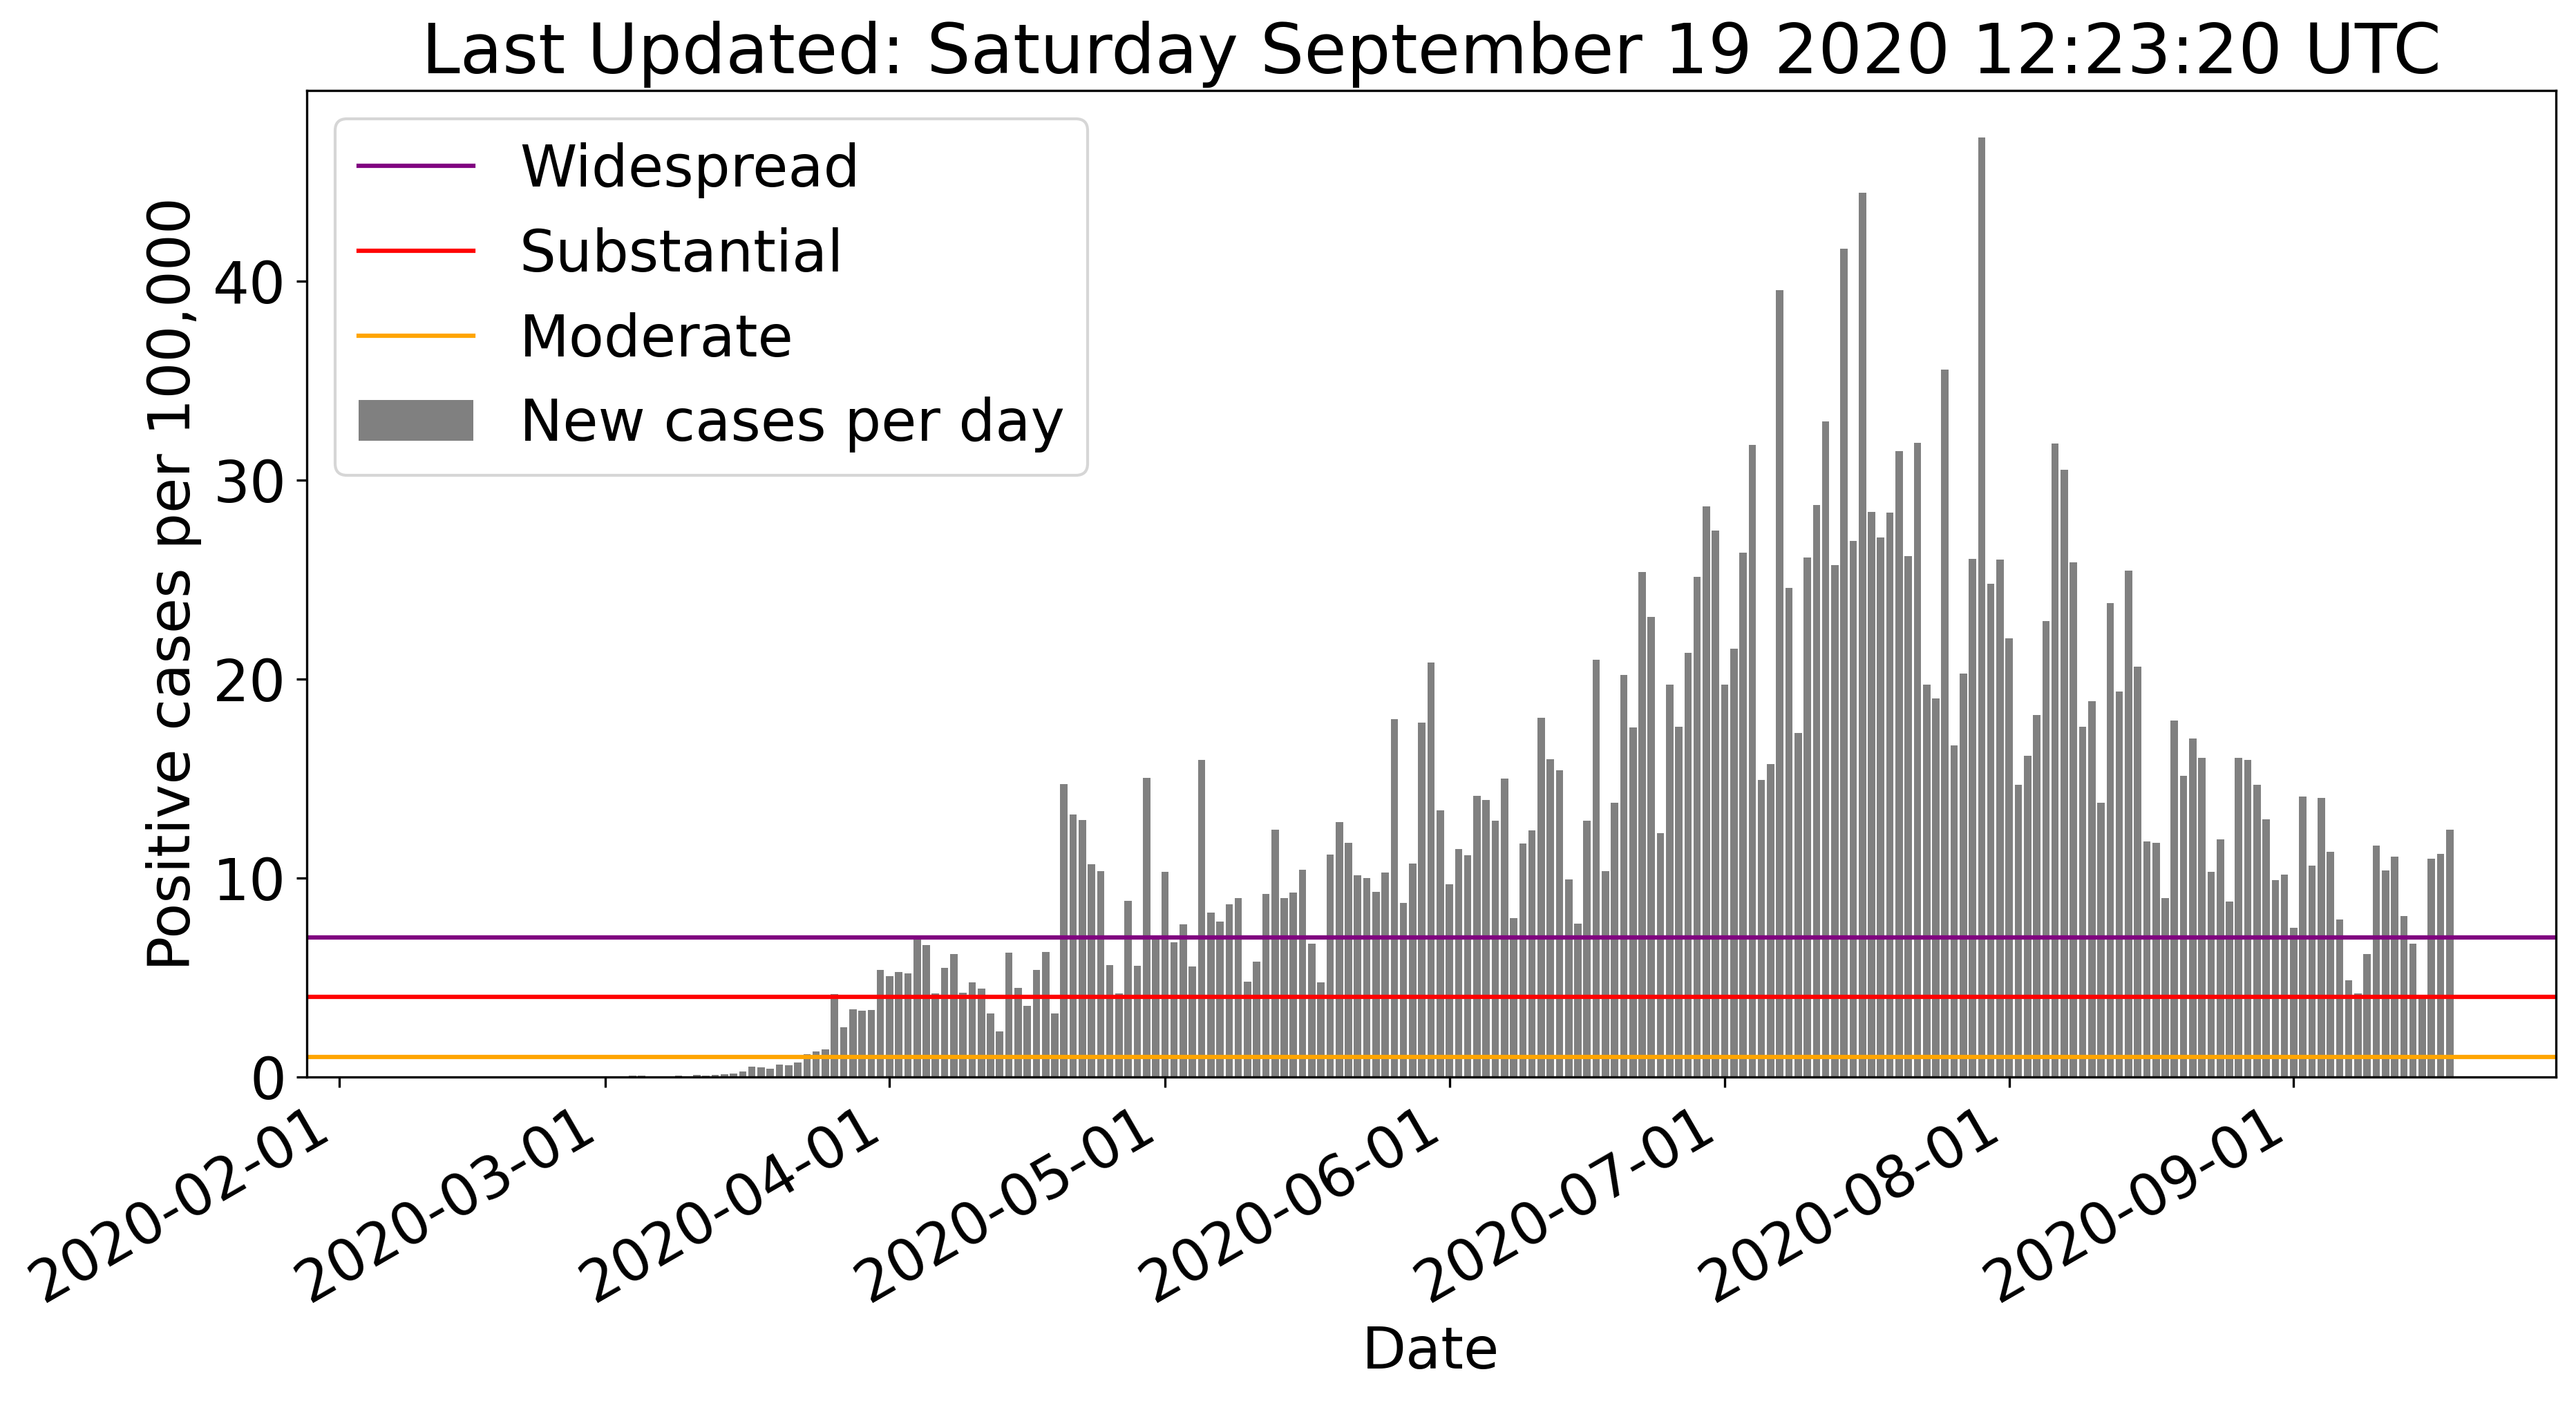 Last Updated: Saturday September 19 2020 12:23:20 UTC
Widespread
Substantial
Moderate
New cases per day
Positive cases per 100,000
40
30
20
10
0
2020-02-01
2020-03-01
2020-04-01
2020-05-01
2020-06-01
2020-07-01
2020-08-01
2020-09-01
Date